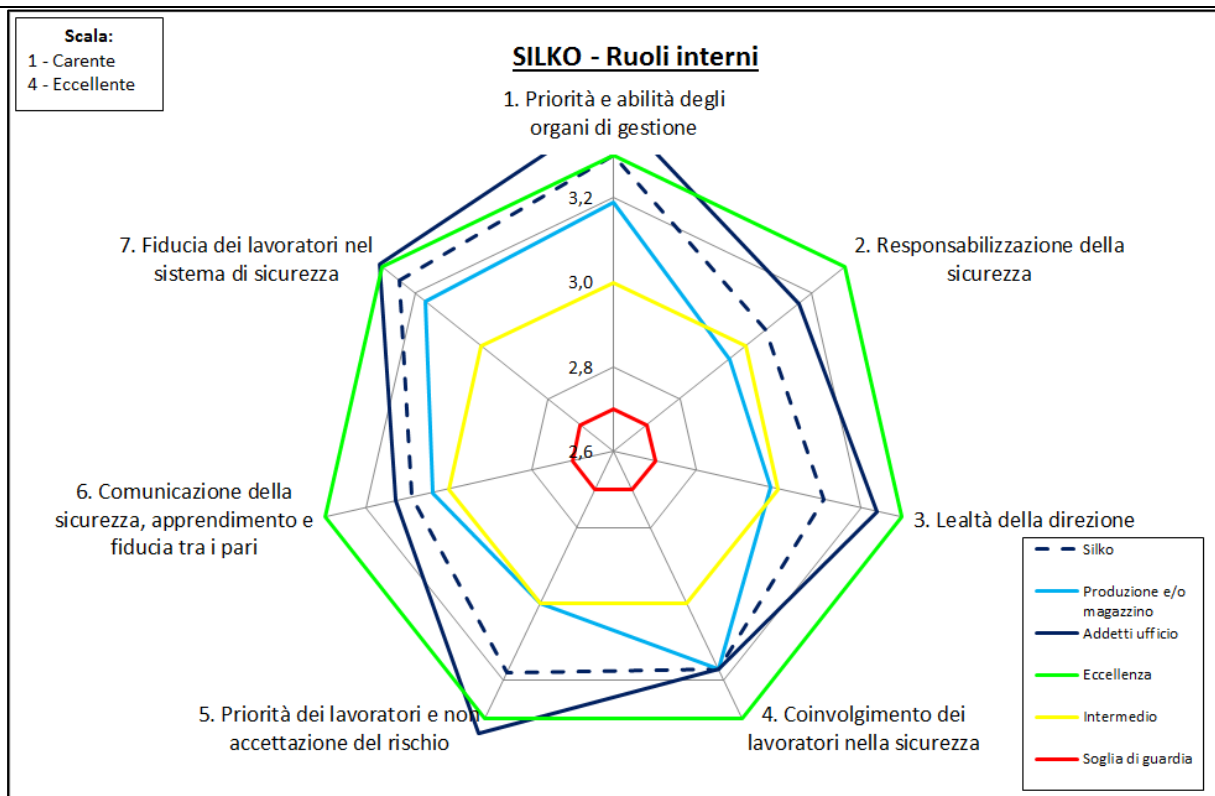 Scala:
1 - Carente
4 - Eccellente
SILKO - Ruoli interni
1. Priorità e abilità degli
organi di gestione
3,2
3,0
2,8
2,6
2. Responsabilizzazione della
sicurezza
3. Lealtà della direzione
4. Coinvolgimento dei
lavoratori nella sicurezza
5. Priorità dei lavoratori e non
accettazione del rischio
6. Comunicazione della
sicurezza, apprendimento e
fiducia tra i pari
7. Fiducia dei lavoratori nel
sistema di sicurezza
Silko
Produzione e/o
magazzino
Addetti ufficio
Eccellenza
Intermedio
Soglia di guardia